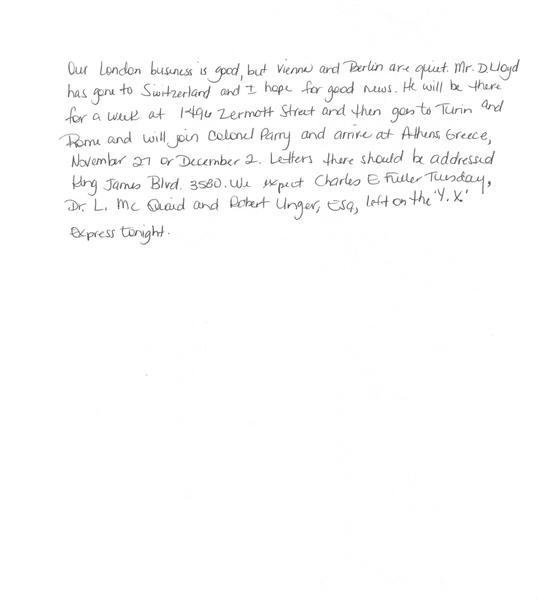 Our London business is good, but Vienna and Berlin are quiet. Mr. D. Lloyd
has gone to Switzerland and I hope for good news. He will be there
for a week at 1496 Zermott Street and then goes to Turin and
Rome and will join Colonel Parry and arrive at Athens, Greece,
November 27 or December 2. Letters there should be addressed
King James Blvd. 3580. We expect Charles E Fuller Tuesday,
Dr. L. Mc Quaid and Robert Unger, Esq, left on the 'Y. X.'
Express tonight.